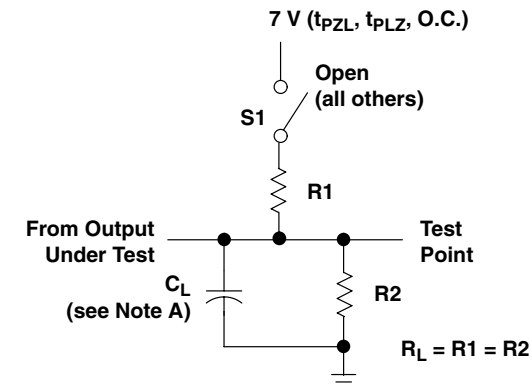 7 V (tPZL, tPLZ, O.C.)
Open
(all others)
S1
R1
From Output
Under Test
Test
Point
CL
(see Note A)
R2
RL = R1 = R2